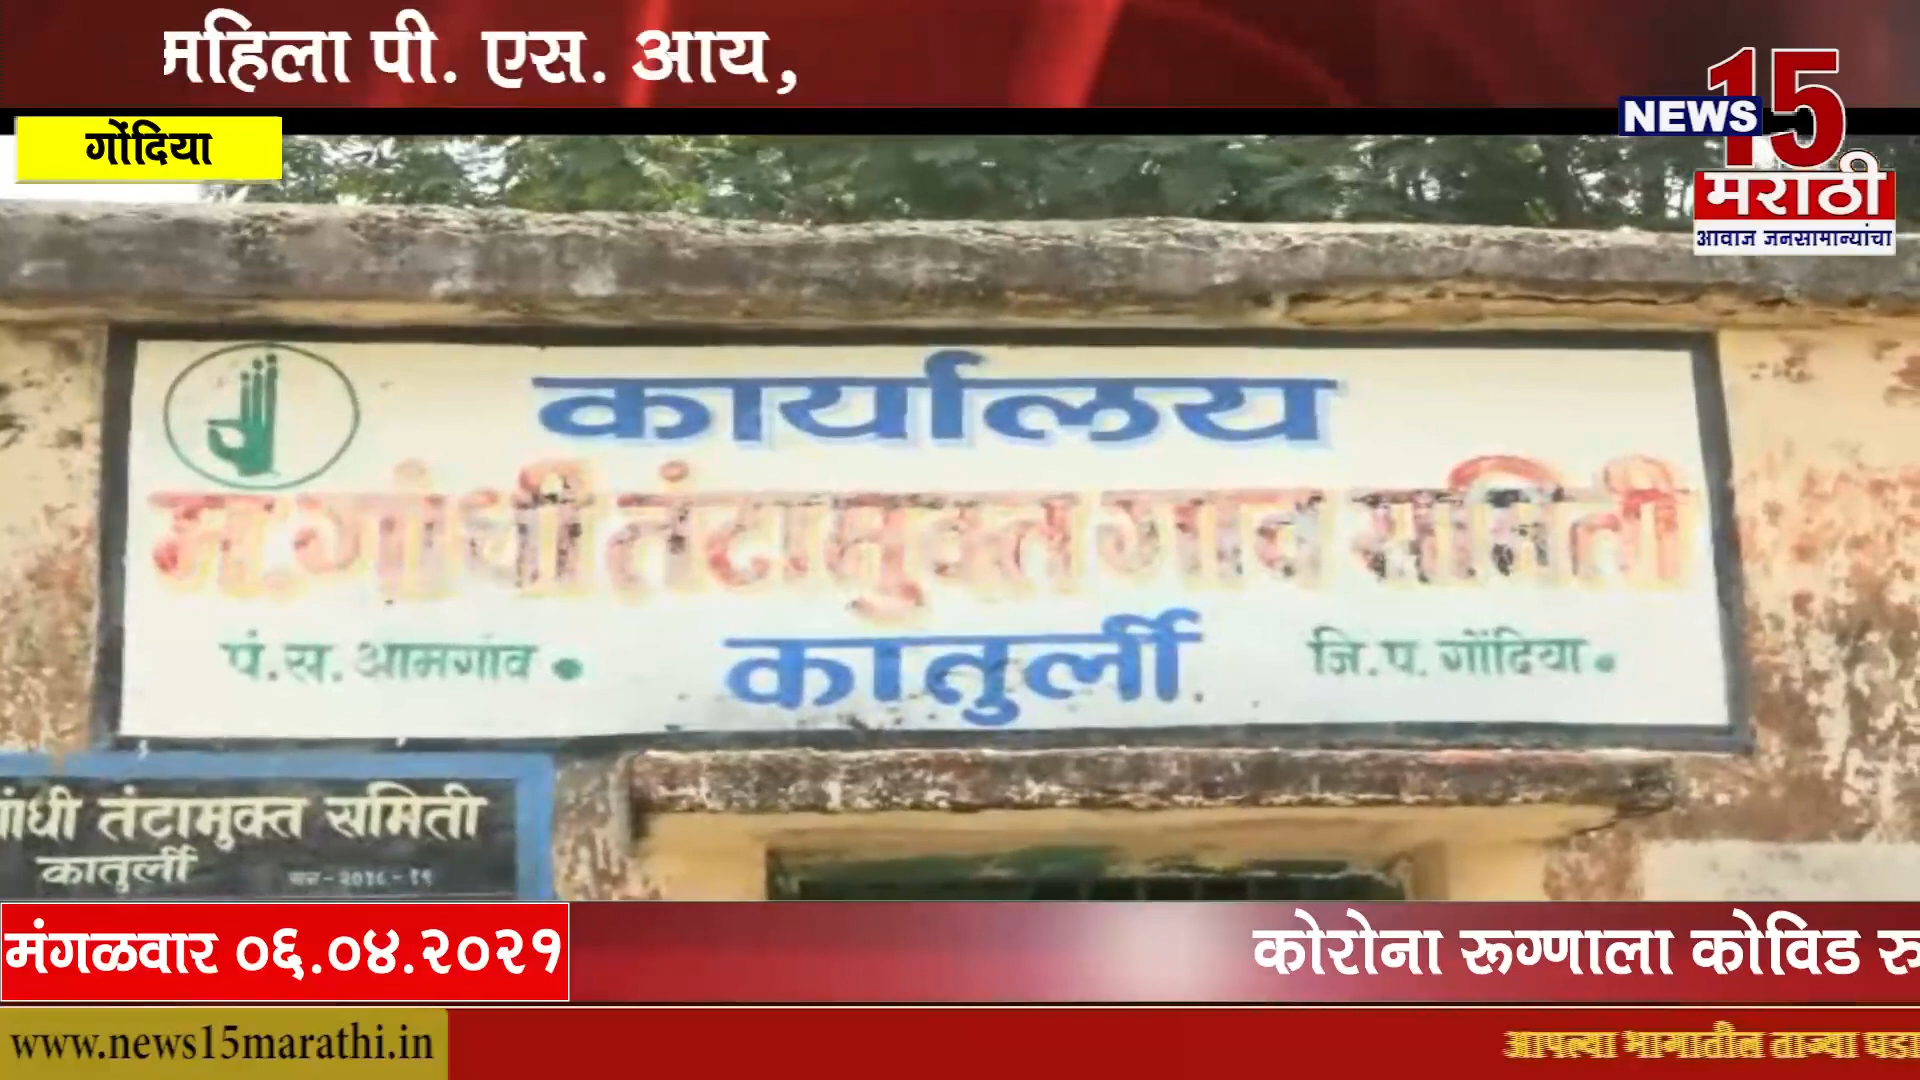 महिला पी. एस. आय,
NEWS 15
मराठी
आवाज जनसामान्यांचा
गोंदिया
कार्यालय
म.गांधी तंटामुक्त गाव समिती
पं.स. आमगांव
कातुर्ली
जि.प. गोंदिया
गांधी तंटामुक्त समिती
कातुर्ली
मंगळवार ०६.०४.२०२१
कोरोना रूग्णाला कोविड
www.news15marathi.in
आपल्या भागातील ताज्या